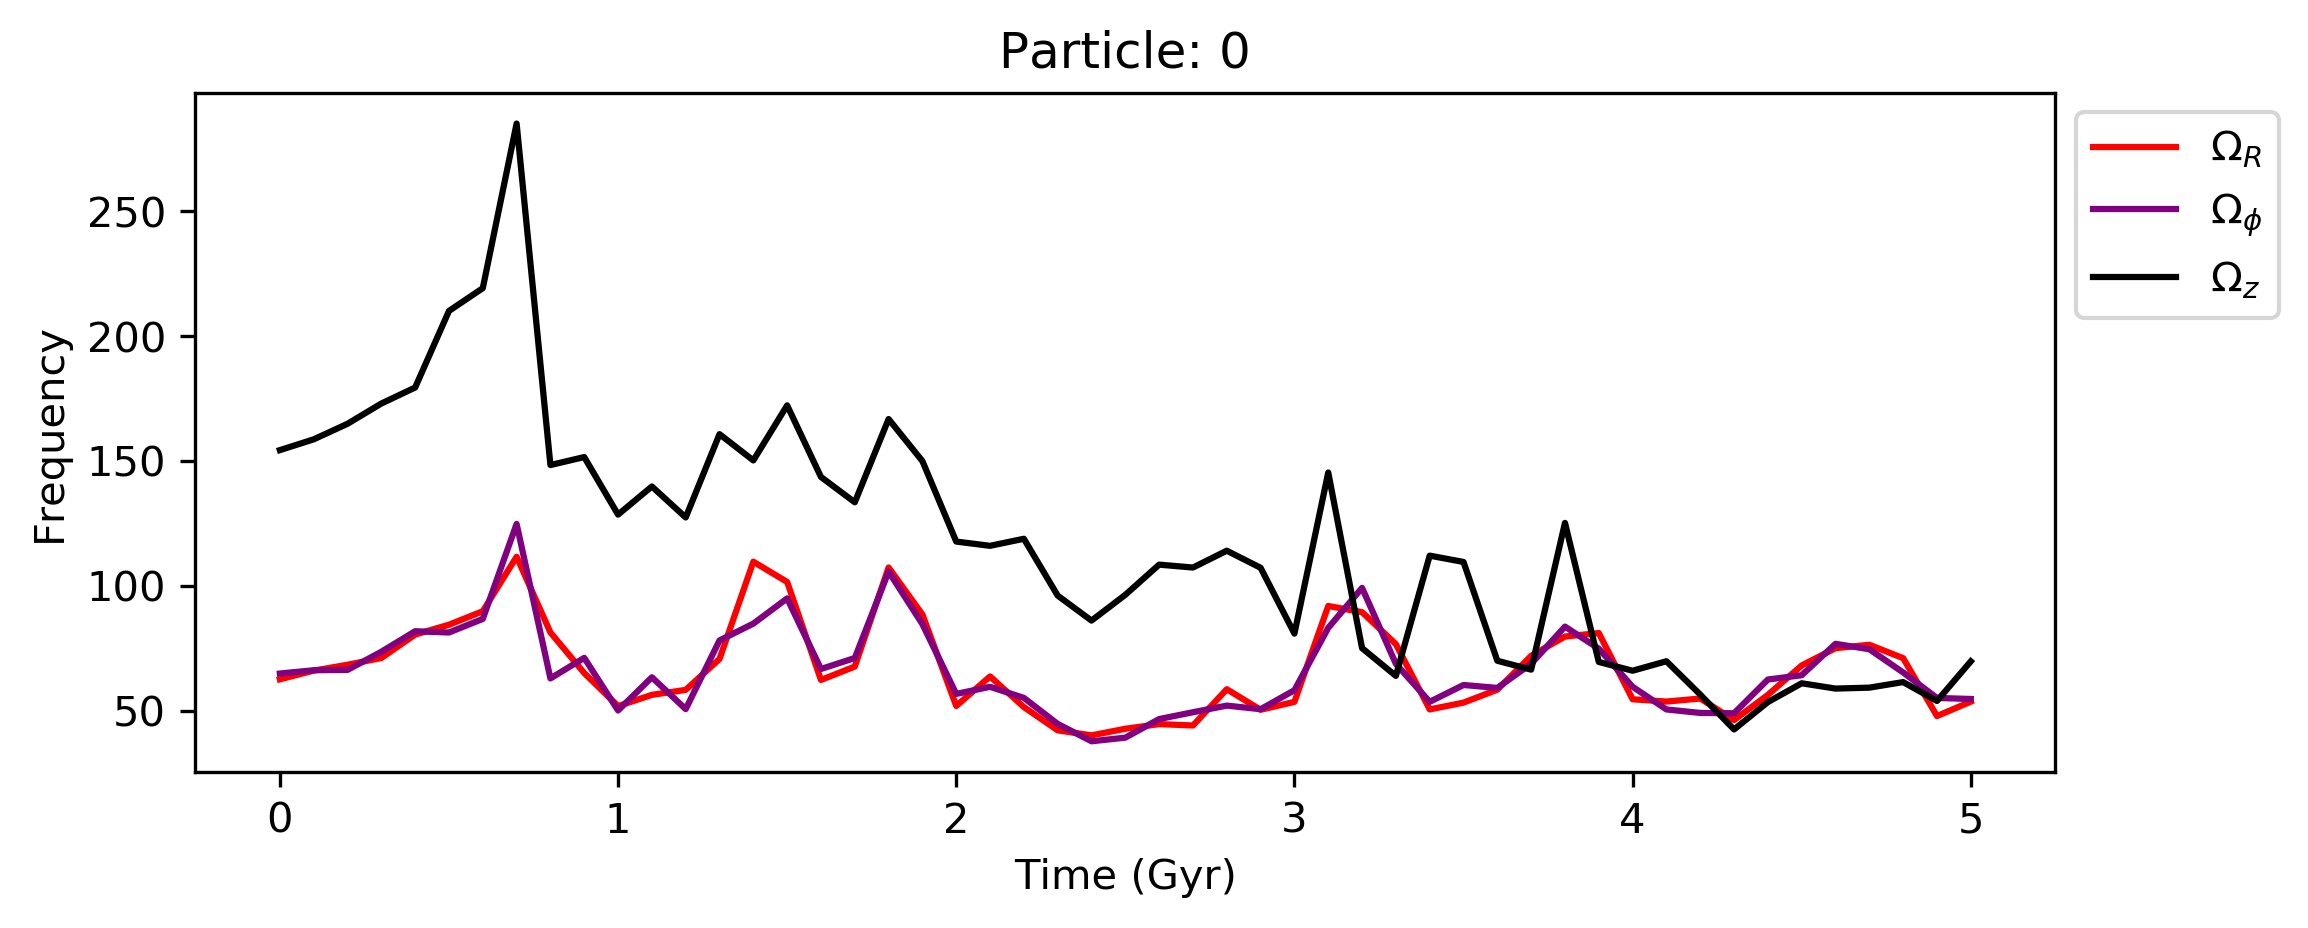 Particle: 0
Frequency
250
200
150
100
50
0 1 2 3 4 5
Time (Gyr)
Ω_R
Ω_ϕ
Ω_z